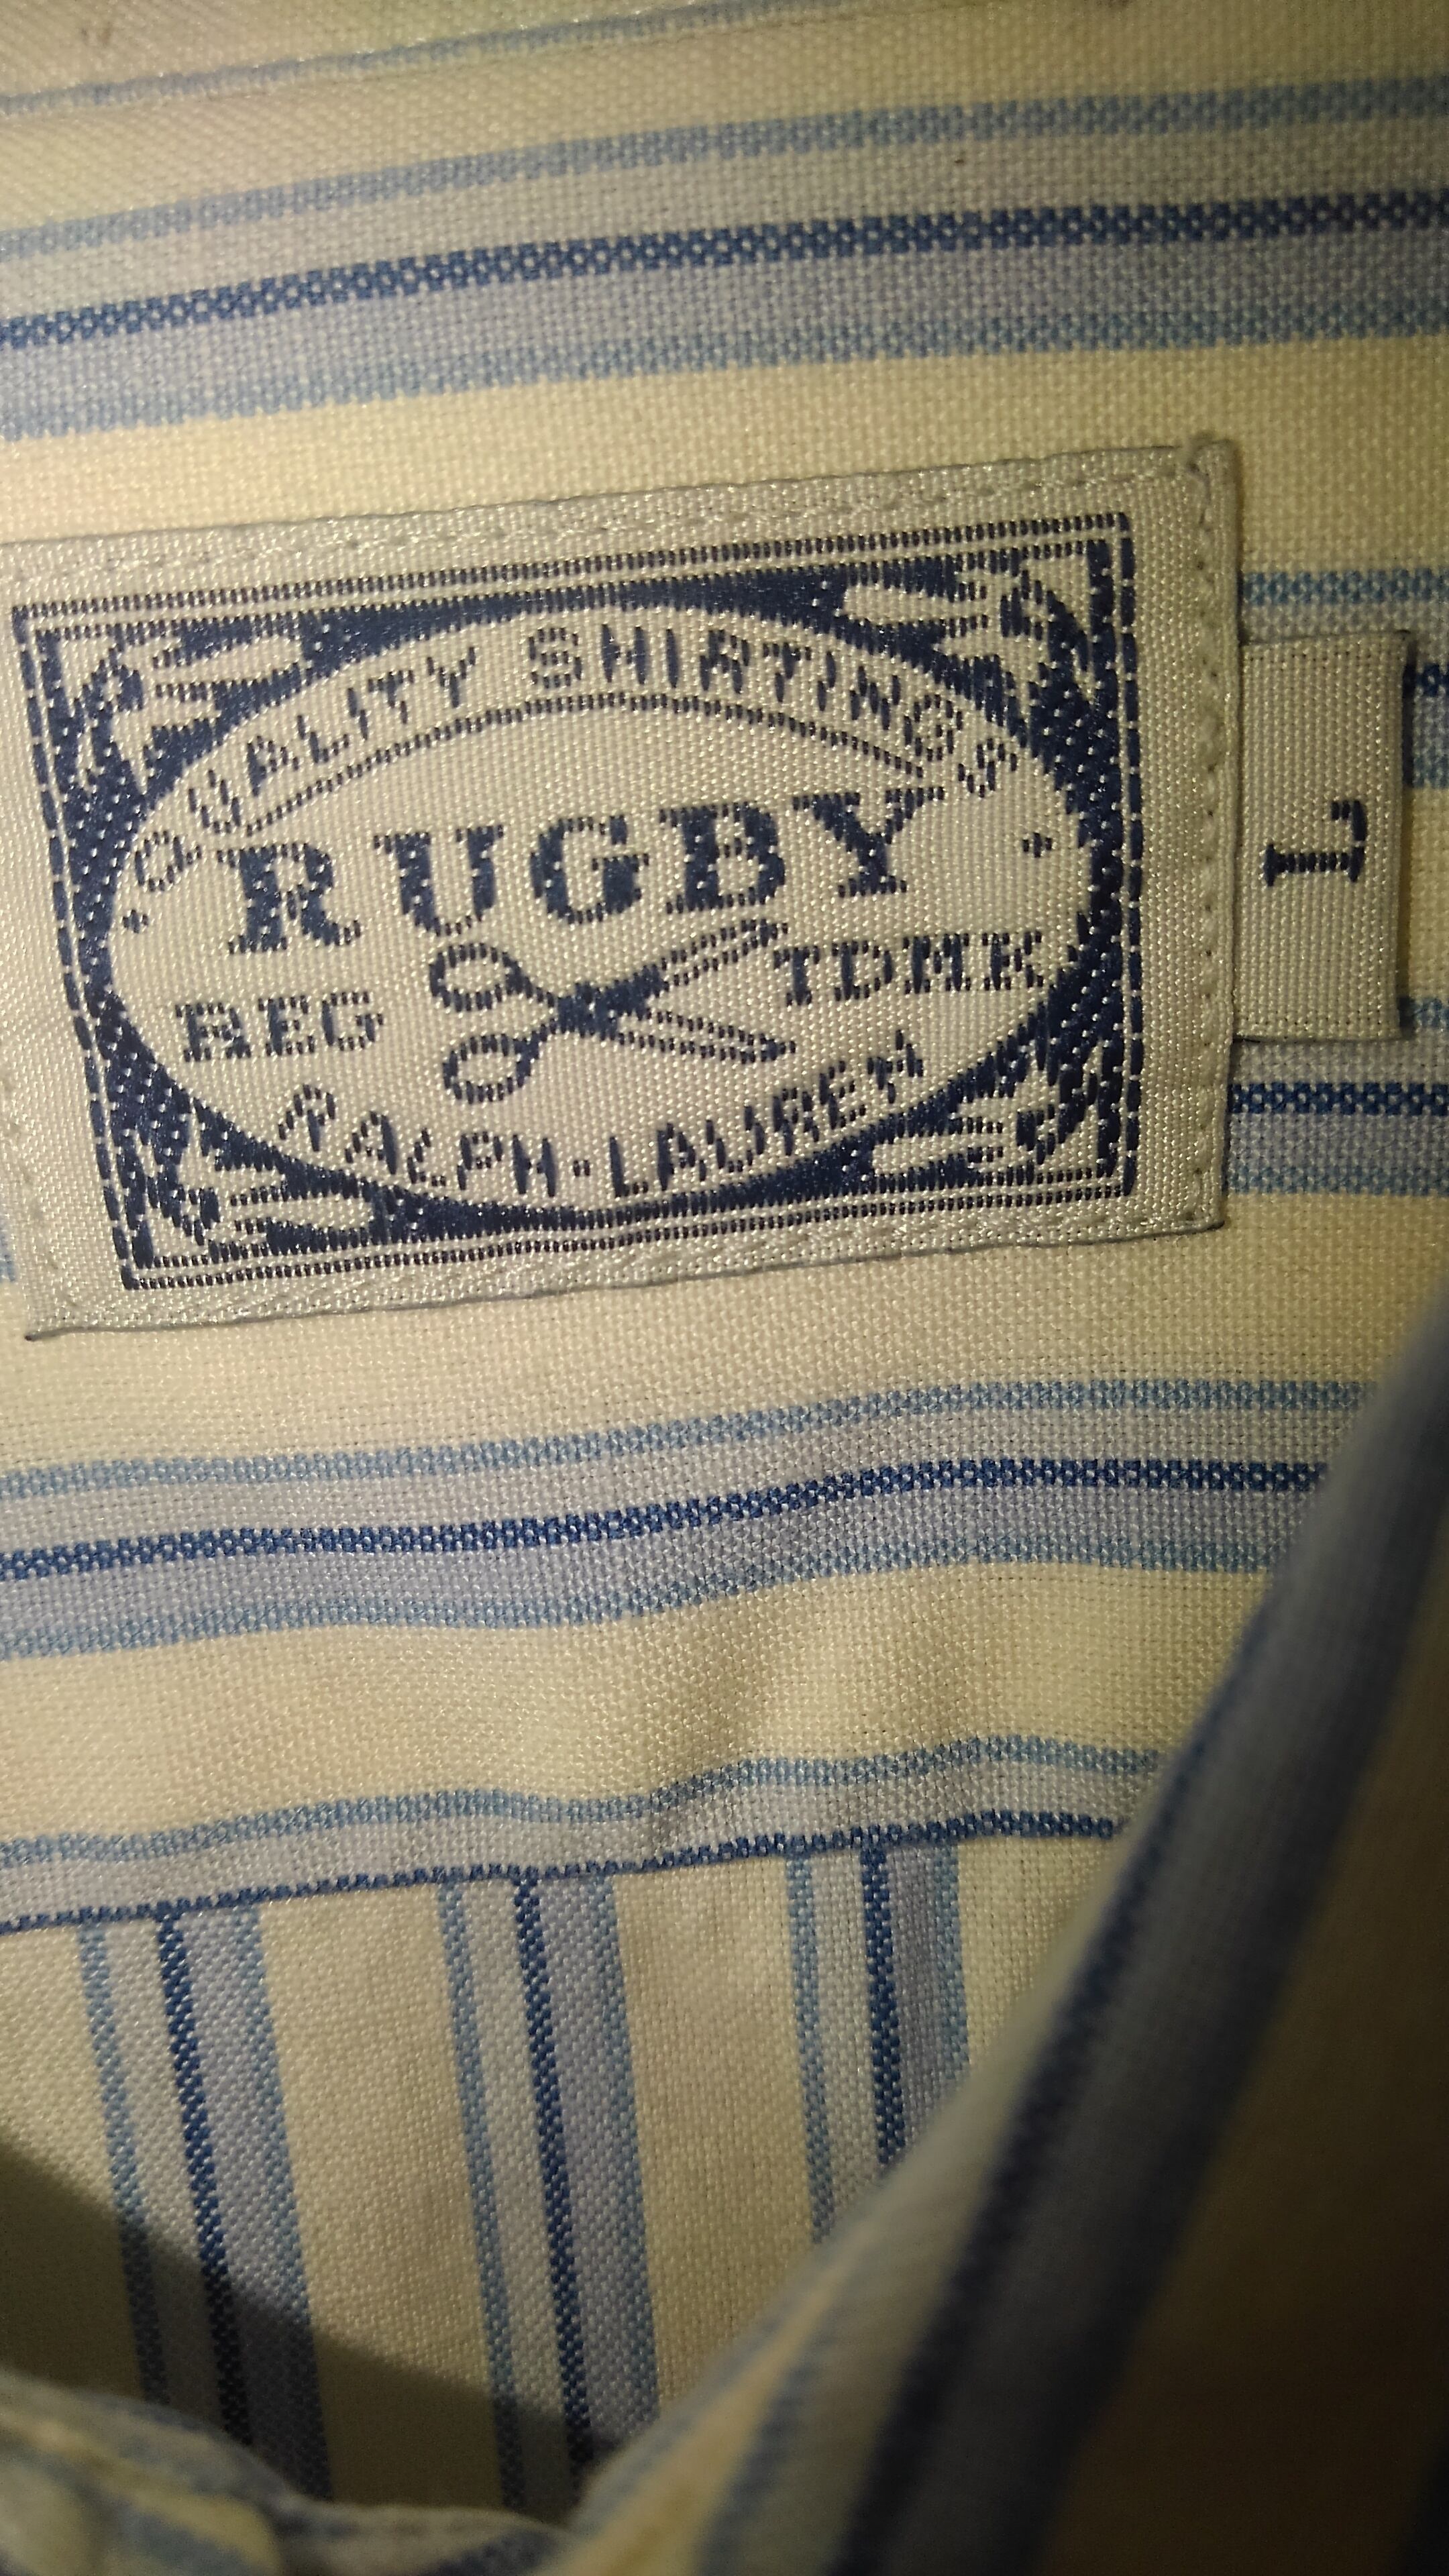 QUALITY SHIRTINGS
RUGBY
REG TDMK
RALPH·LAUREN
L